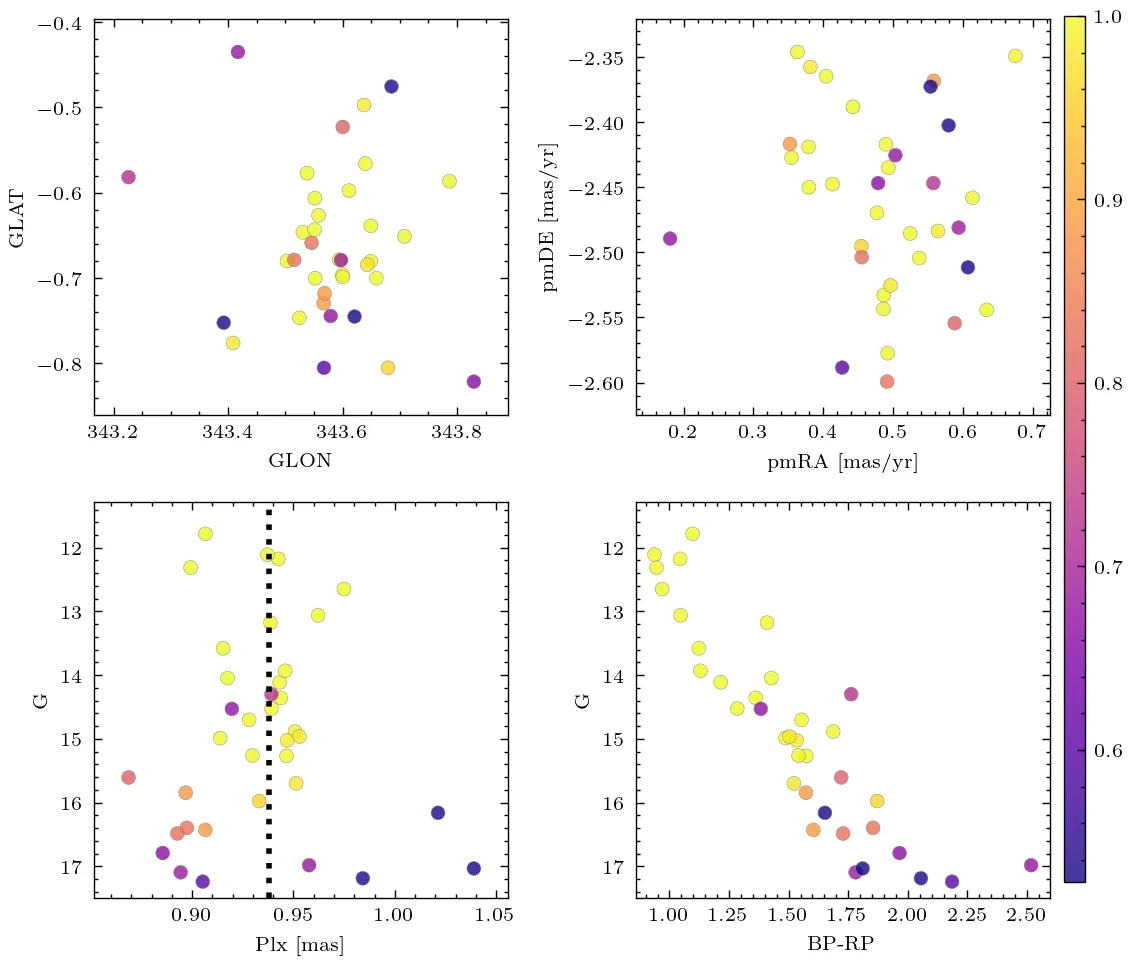 −0.4
−0.5
−0.6
−0.7
−0.8
GLAT
343.2 343.4 343.6 343.8
GLON
−2.35
−2.40
−2.45
−2.50
−2.55
−2.60
pmDE [mas/yr]
0.2 0.3 0.4 0.5 0.6 0.7
pmRA [mas/yr]
1.0
0.9
0.8
0.7
0.6
12
13
14
15
16
17
G
0.90 0.95 1.00 1.05
Plx [mas]
12
13
14
15
16
17
G
1.00 1.25 1.50 1.75 2.00 2.25 2.50
BP-RP